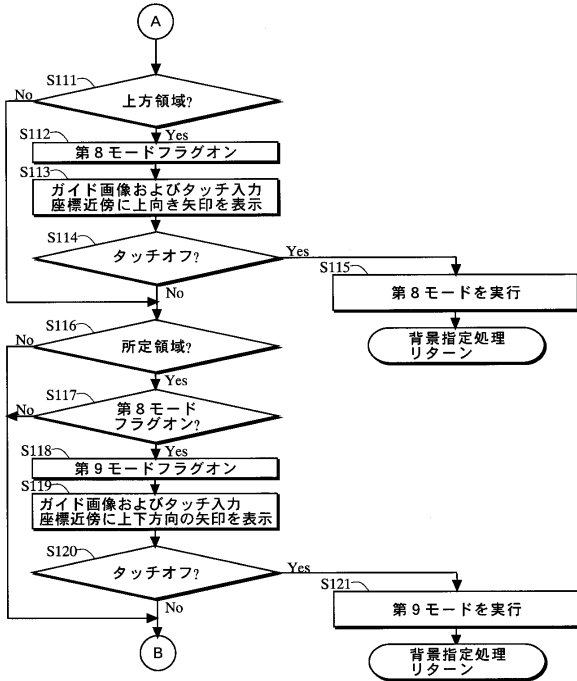 A
S111
No
上方領域?
Yes
S112
第8モードフラグオン
S113
ガイド画像およびタッチ入力
座標近傍に上向き矢印を表示
S114
タッチオフ?
Yes
No
S115
第8モードを実行
背景指定処理
リターン
S116
No
所定領域?
Yes
S117
No
第8モード
フラグオン?
Yes
S118
第9モードフラグオン
S119
ガイド画像およびタッチ入力
座標近傍に上下方向の矢印を表示
S120
タッチオフ?
Yes
No
S121
第9モードを実行
背景指定処理
リターン
B